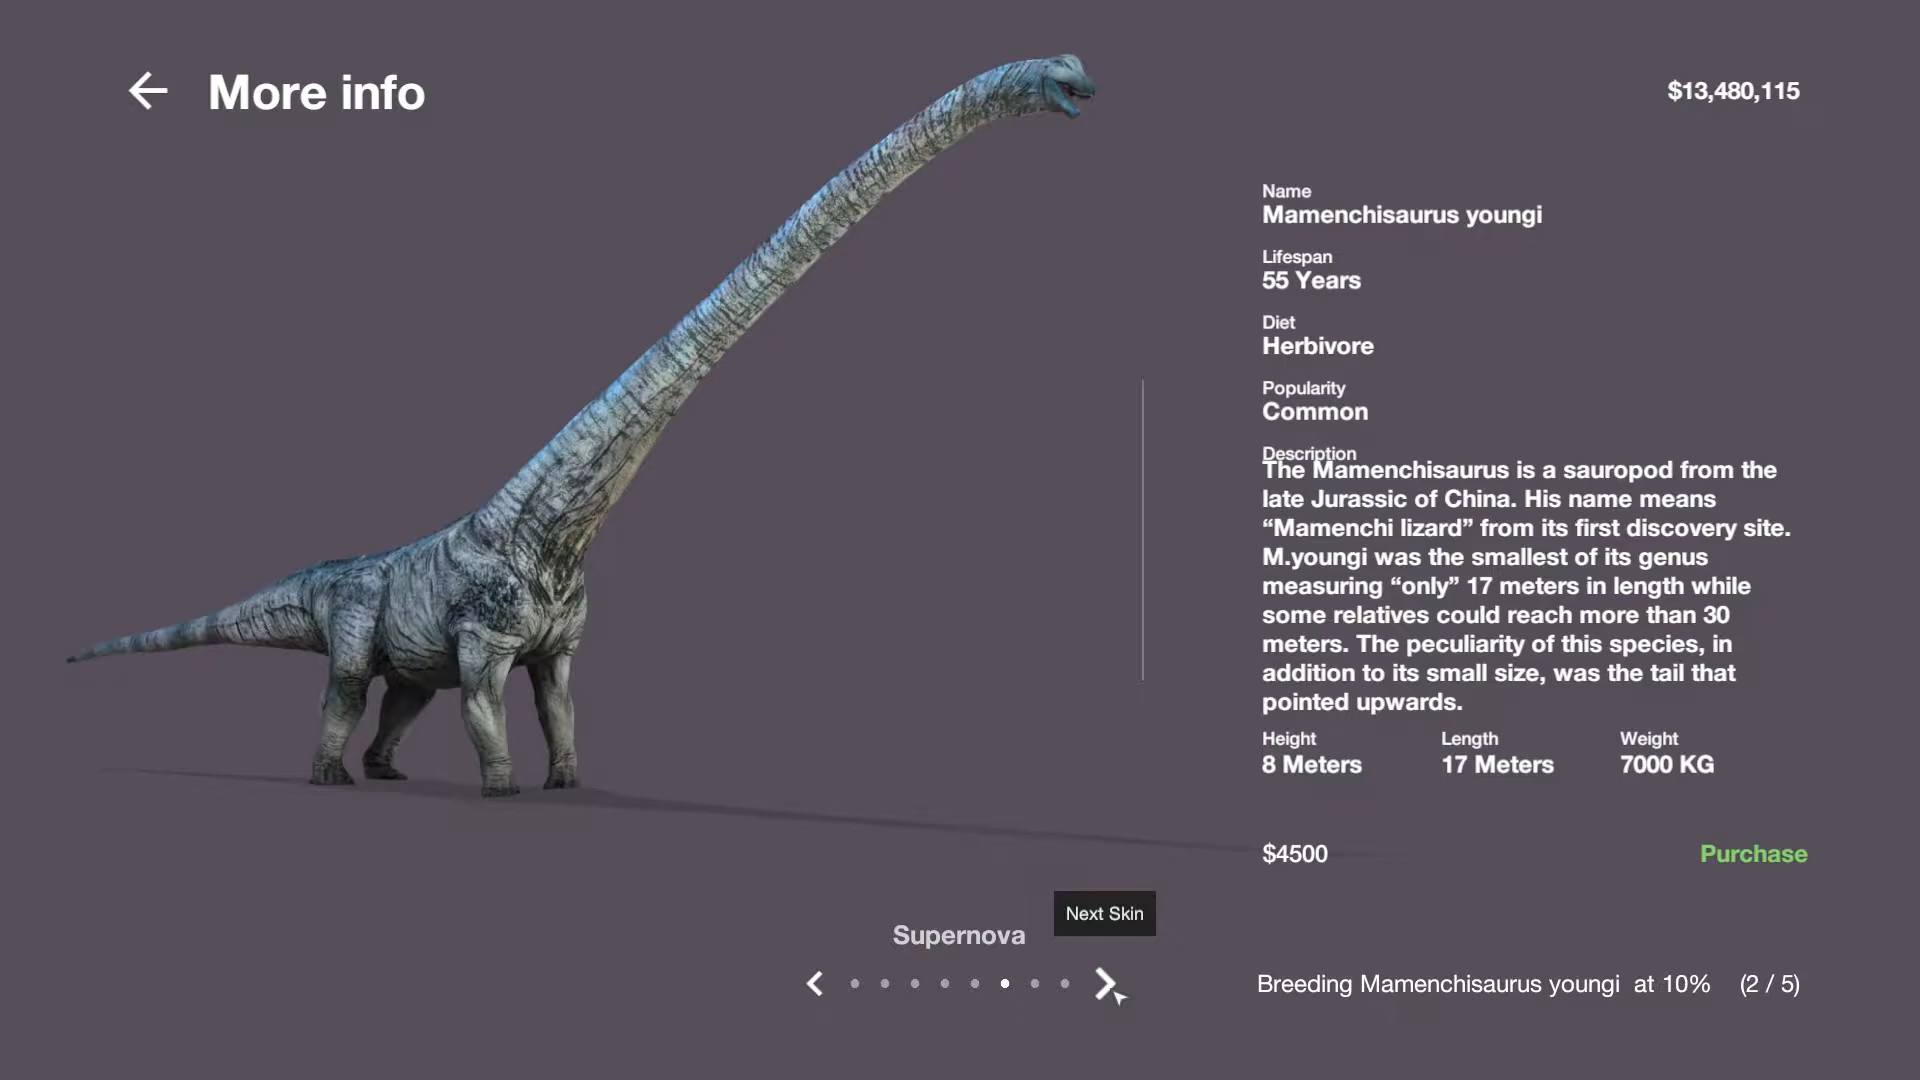 More info
$13,480,115
Name
Mamenchisaurus youngi
Lifespan
55 Years
Diet
Herbivore
Popularity
Common
Description
The Mamenchisaurus is a sauropod from the
late Jurassic of China. His name means
“Mamenchi lizard” from its first discovery site.
M.youngi was the smallest of its genus
measuring “only” 17 meters in length while
some relatives could reach more than 30
meters. The peculiarity of this species, in
addition to its small size, was the tail that
pointed upwards.
Height Length Weight
8 Meters 17 Meters 7000 KG
$4500 Purchase
Next Skin
Supernova
Breeding Mamenchisaurus youngi at 10% (2 / 5)